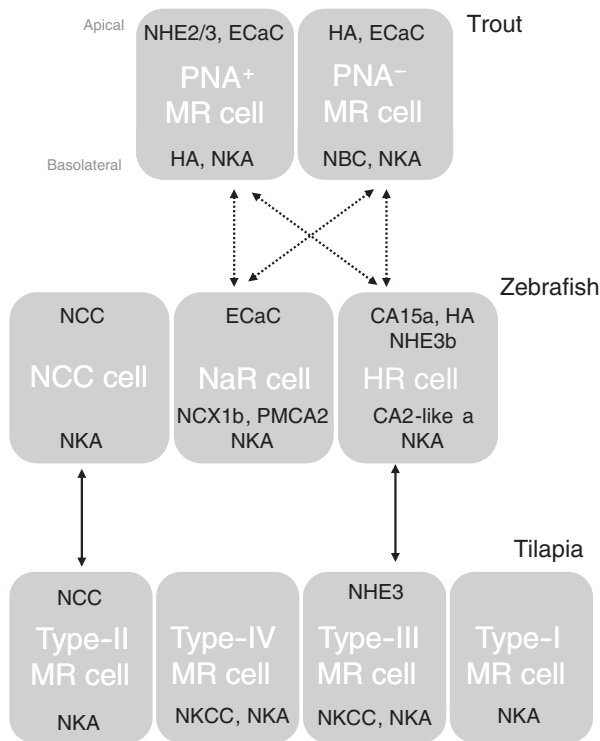 Apical
NHE2/3, ECaC
PNA⁺
MR cell
HA, NKA
Basolateral
HA, ECaC
PNA⁻
MR cell
NBC, NKA
Trout
Zebrafish
NCC
NCC cell
NKA
ECaC
NaR cell
NCX1b, PMCA2
NKA
CA15a, HA
NHE3b
HR cell
CA2-like a
NKA
Tilapia
NCC
Type-II
MR cell
NKA
Type-IV
MR cell
NKCC, NKA
NHE3
Type-III
MR cell
NKCC, NKA
Type-I
MR cell
NKA